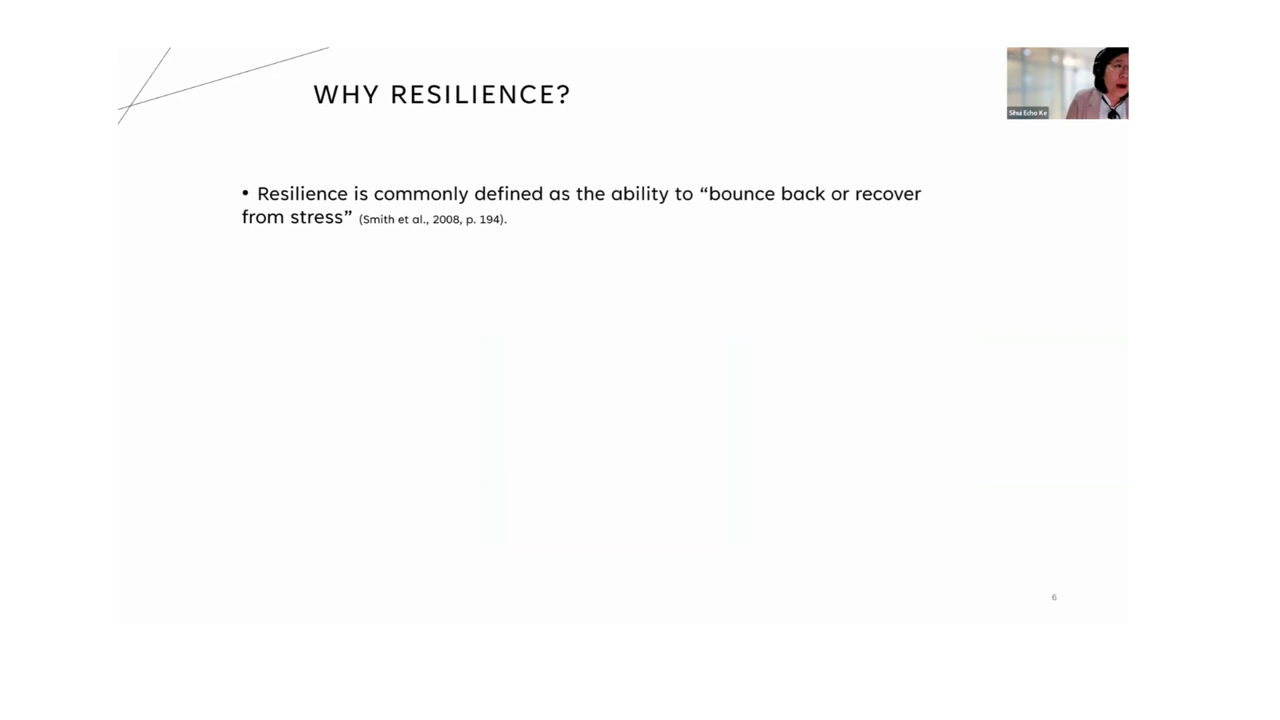 WHY RESILIENCE?
Sihui Echo Ke
• Resilience is commonly defined as the ability to “bounce back or recover
from stress” (Smith et al., 2008, p. 194).
6